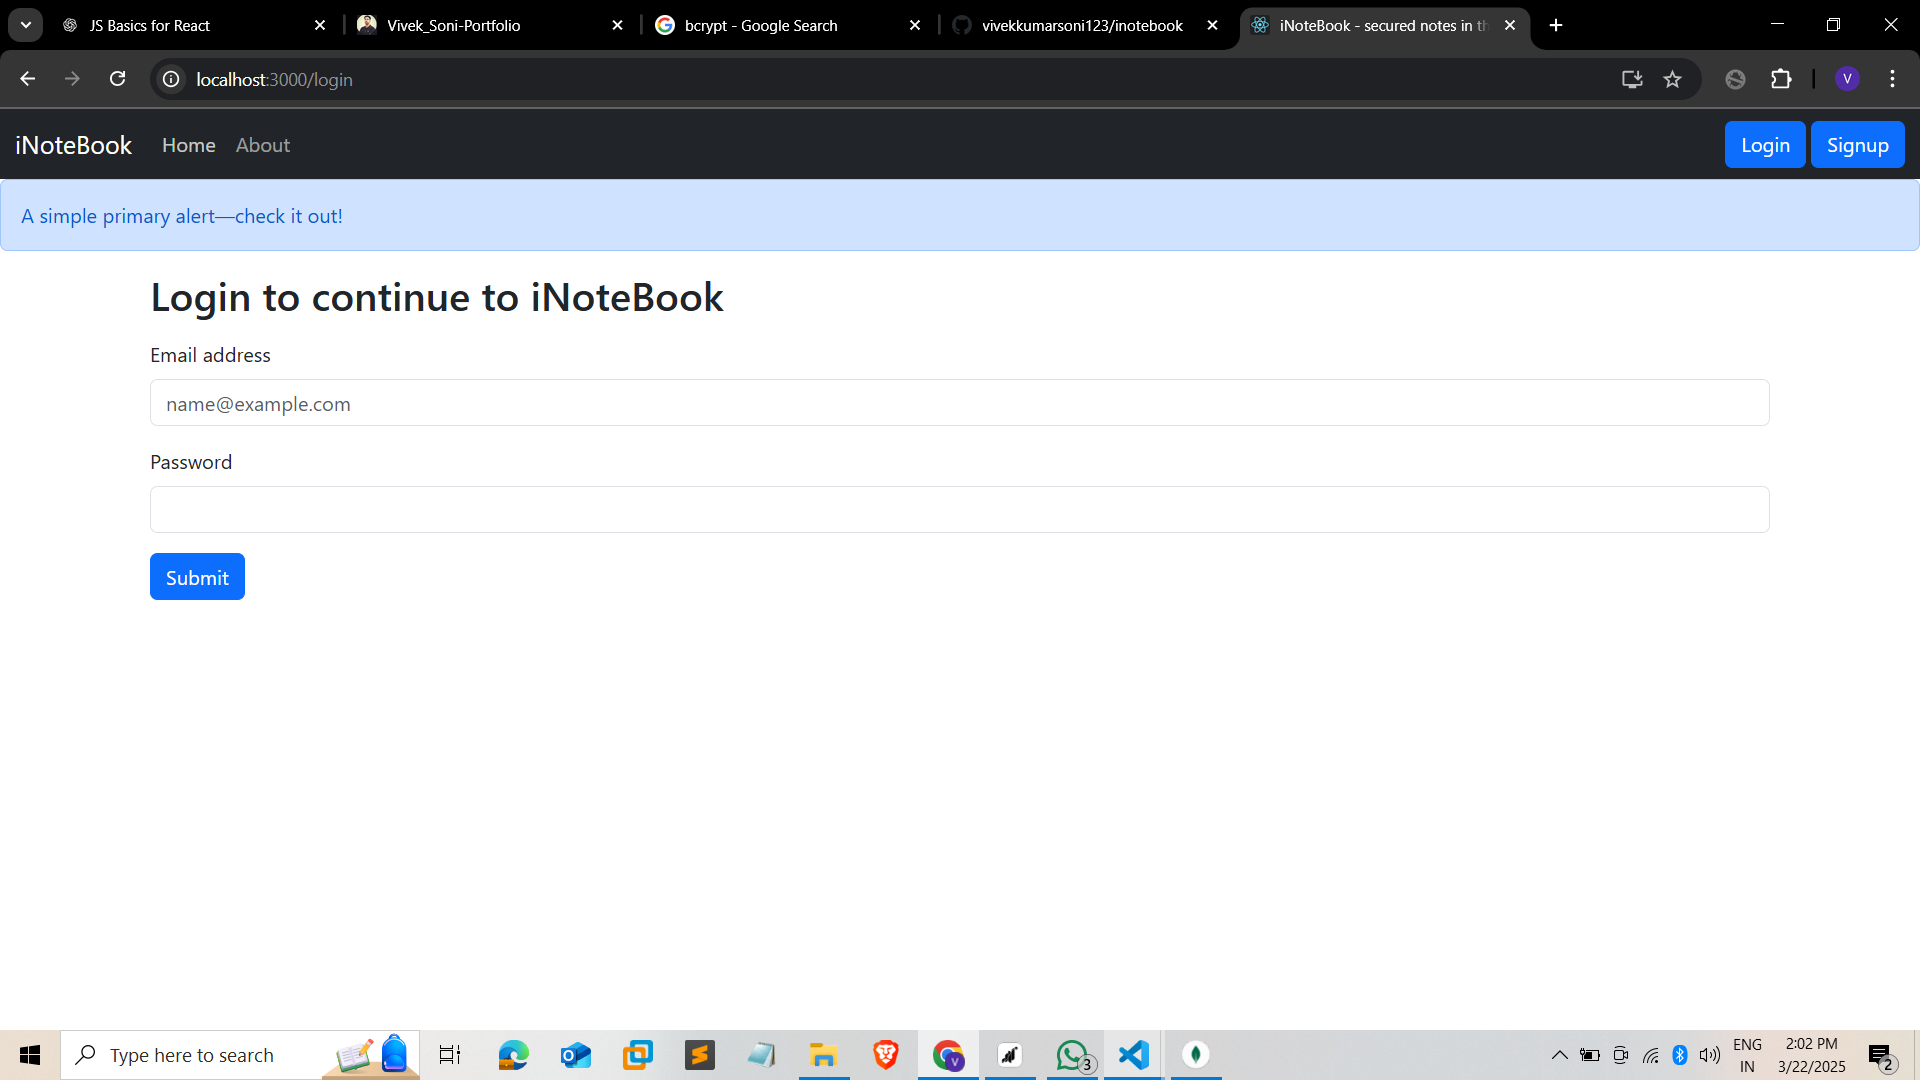 JS Basics for React
Vivek_Soni-Portfolio
bcrypt - Google Search
vivekkumarsoni123/inotebook
iNoteBook - secured notes in th
localhost:3000/login
V
iNoteBook
Home
About
Login
Signup
A simple primary alert—check it out!
Login to continue to iNoteBook
Email address
name@example.com
Password
Submit
Type here to search
V
3
ENG
IN
2:02 PM
3/22/2025
2